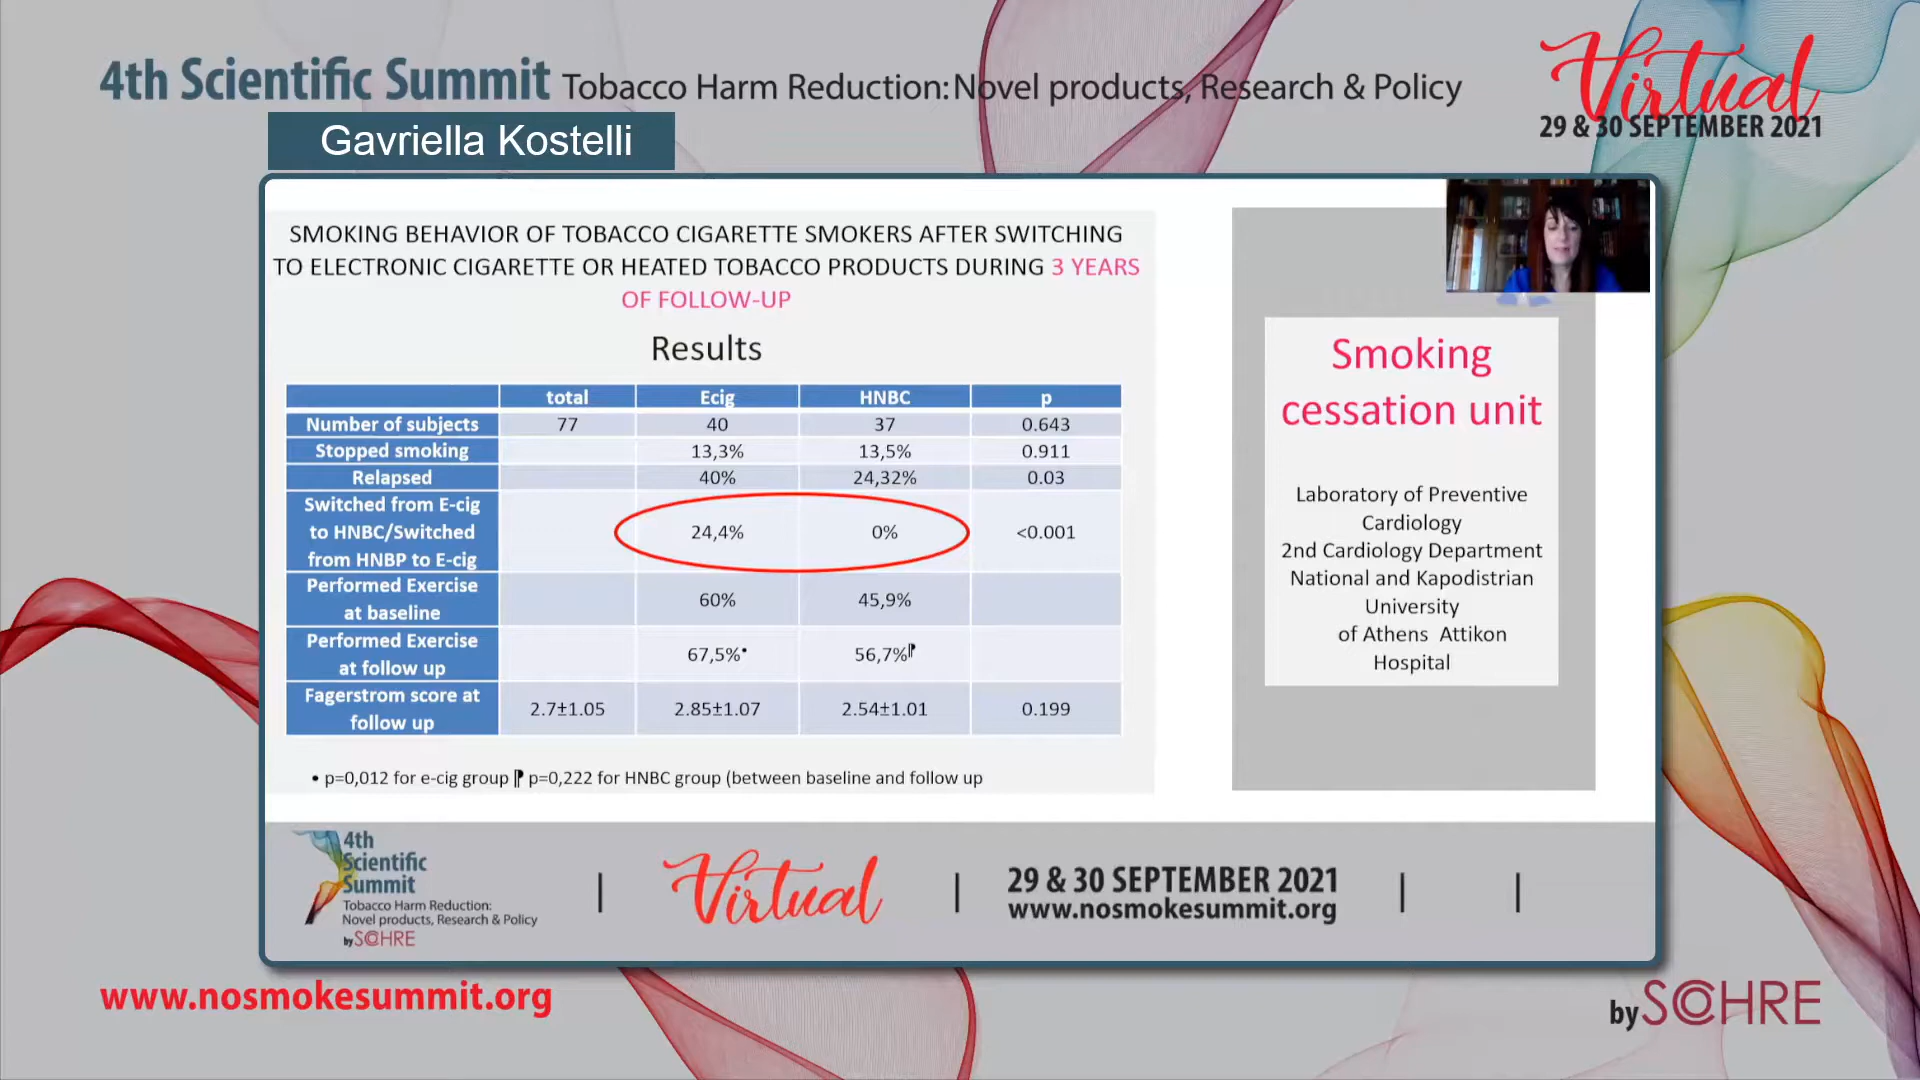 4th Scientific Summit Tobacco Harm Reduction: Novel products, Research & Policy
Virtual
29 & 30 SEPTEMBER 2021
Gavriella Kostelli
SMOKING BEHAVIOR OF TOBACCO CIGARETTE SMOKERS AFTER SWITCHING
TO ELECTRONIC CIGARETTE OR HEATED TOBACCO PRODUCTS DURING 3 YEARS
OF FOLLOW-UP
Results
total Ecig HNBC p
Number of subjects 77 40 37 0.643
Stopped smoking 13,3% 13,5% 0.911
Relapsed 40% 24,32% 0.03
Switched from E-cig
to HNBC/Switched 24,4% 0% <0.001
from HNBP to E-cig
Performed Exercise
at baseline 60% 45,9%
Performed Exercise
at follow up 67,5%• 56,7%⁋
Fagerstrom score at
follow up 2.7±1.05 2.85±1.07 2.54±1.01 0.199
• p=0,012 for e-cig group ⁋ p=0,222 for HNBC group (between baseline and follow up
Smoking
cessation unit
Laboratory of Preventive
Cardiology
2nd Cardiology Department
National and Kapodistrian
University
of Athens Attikon
Hospital
4th
Scientific
Summit
Tobacco Harm Reduction:
Novel products, Research & Policy
by SCOHRE
Virtual
29 & 30 SEPTEMBER 2021
www.nosmokesummit.org
www.nosmokesummit.org
by SCOHRE